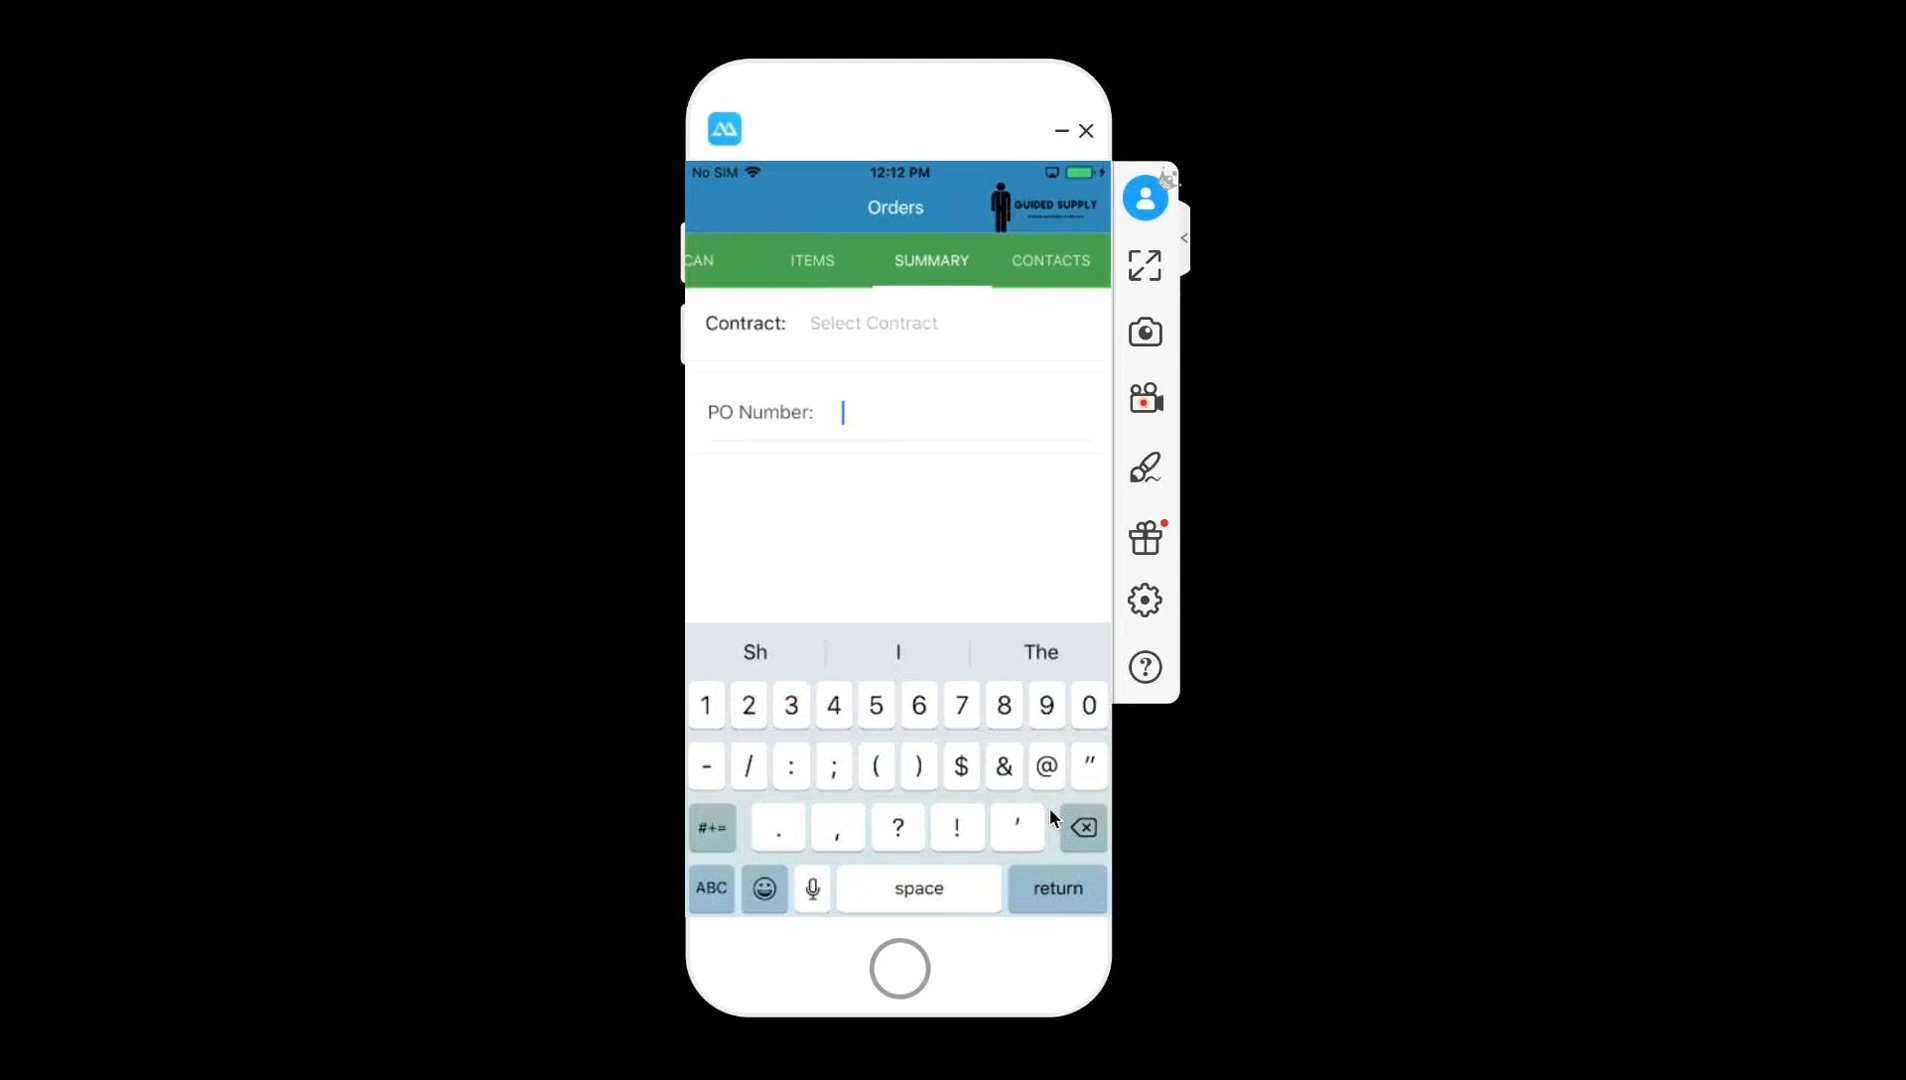 No SIM 12:12 PM
Orders
GUIDED SUPPLY
CAN ITEMS SUMMARY CONTACTS
Contract: Select Contract
PO Number:
Sh I The
1 2 3 4 5 6 7 8 9 0
- / : ; ( ) $ & @ "
#+= . , ? ! '
ABC space return